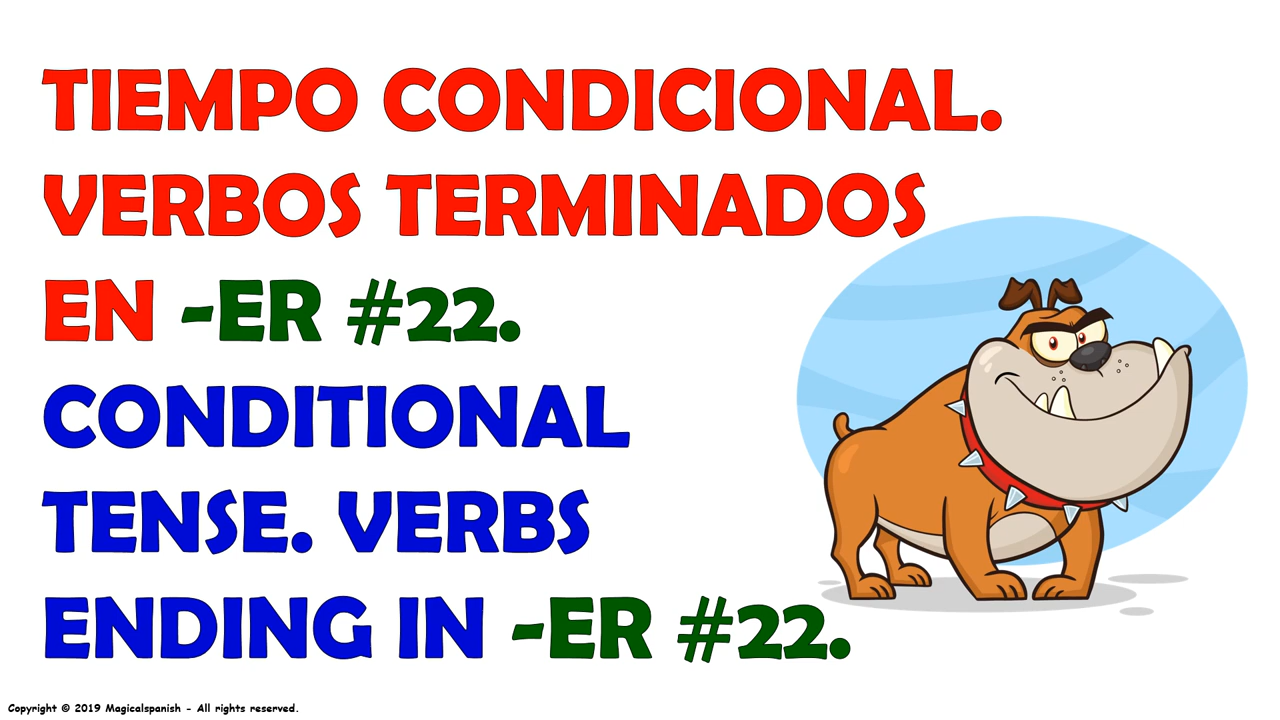 TIEMPO CONDICIONAL.
VERBOS TERMINADOS
EN -ER #22.
CONDITIONAL
TENSE. VERBS
ENDING IN -ER #22.
Copyright © 2019 Magicalspanish - All rights reserved.